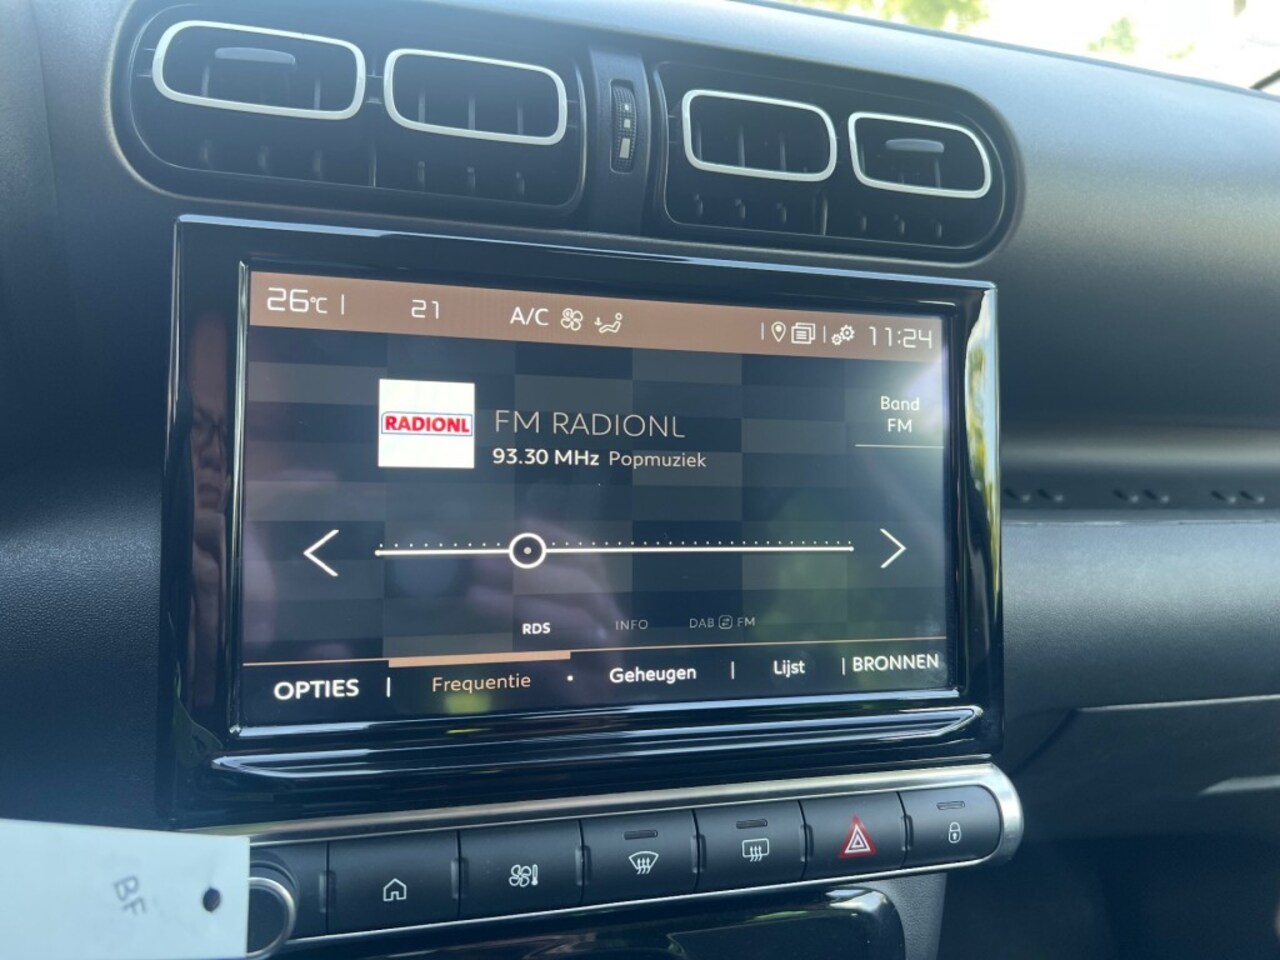 26°C 21 A/C 11:24
Band
FM
RADIONL
FM RADIONL
93.30 MHz Popmuziek
RDS INFO DAB FM
OPTIES | Frequentie • Geheugen | Lijst | BRONNEN
BF